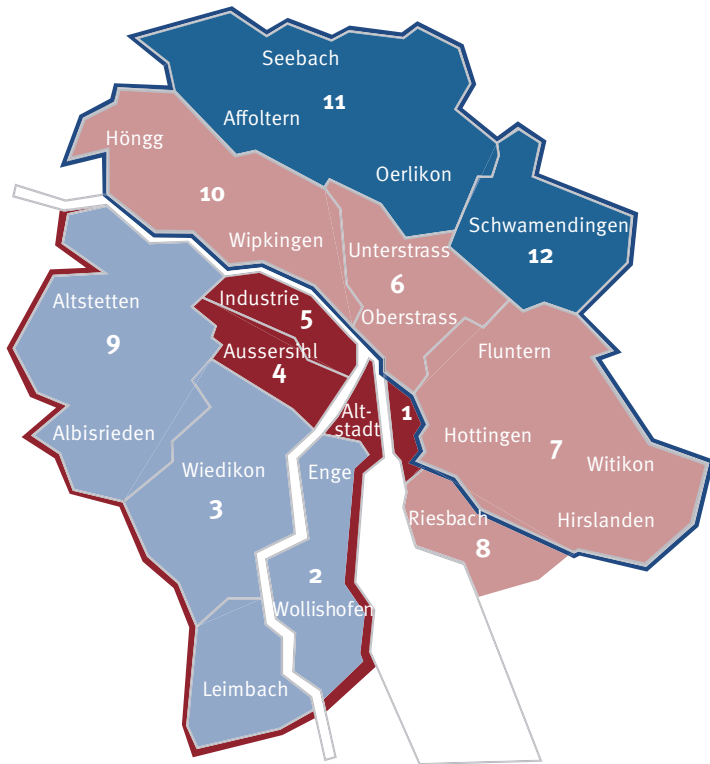 Seebach
11
Affoltern
Höngg
Oerlikon
10
Schwamendingen
12
Wipkingen
Unterstrass
6
Oberstrass
Industrie
5
Altstetten
9
Aussersihl
4
Fluntern
Alt-
stadt
1
Albisrieden
Hottingen
7
Witikon
Wiedikon
3
Enge
Riesbach
8
Hirslanden
2
Wollishofen
Leimbach